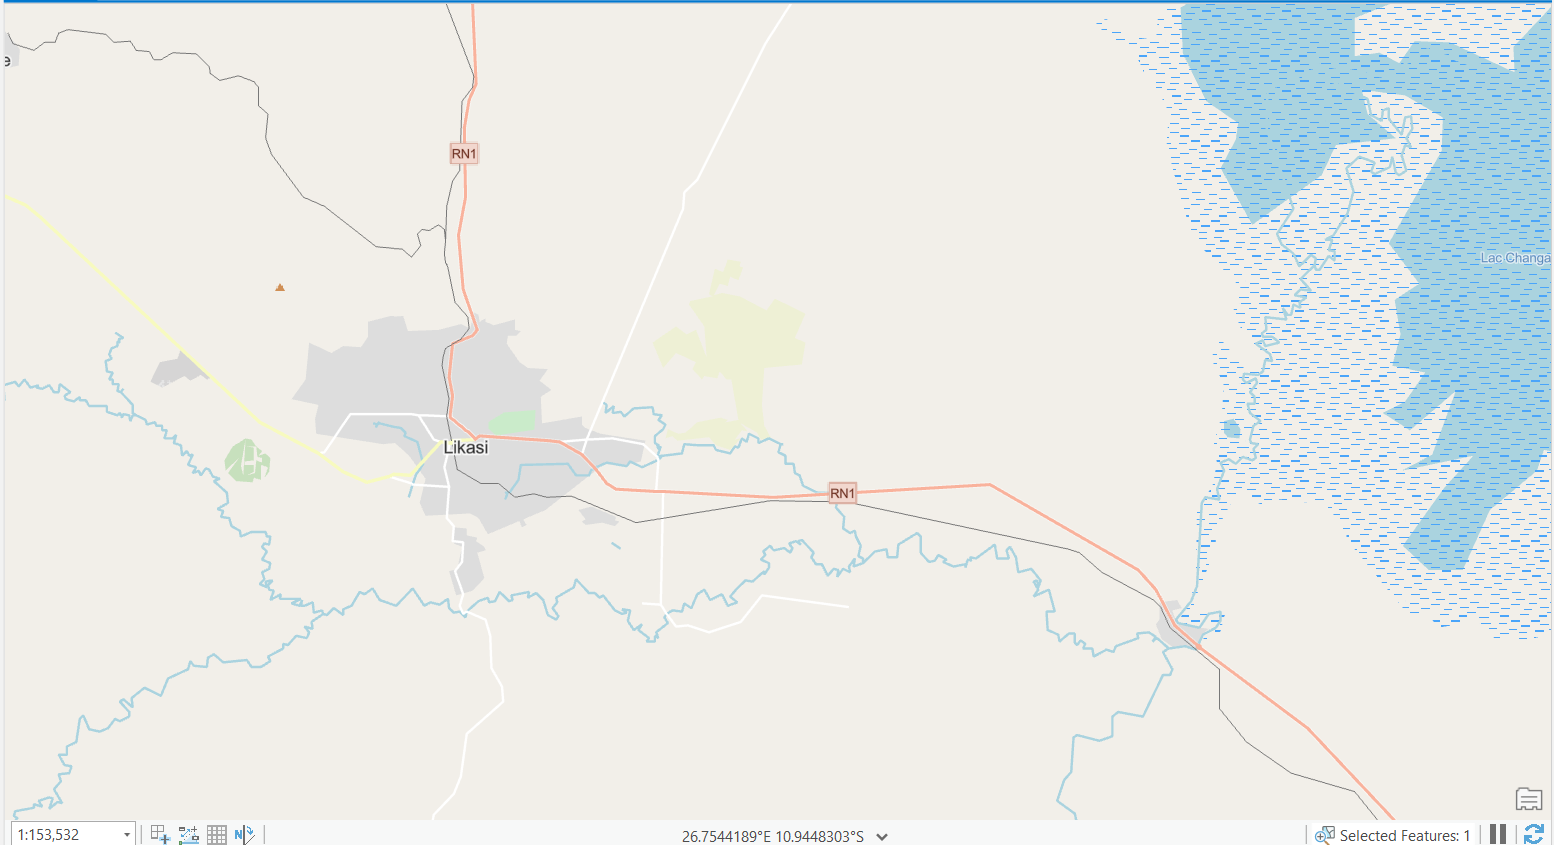 e
RN1
Lac Changa
Likasi
RN1
1:153,532
N
26.7544189°E 10.9448303°S
Selected Features: 1